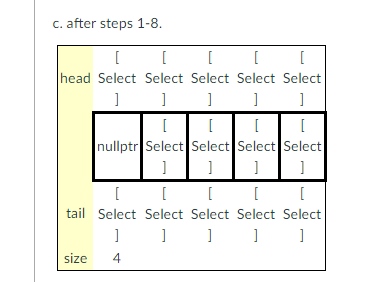 c. after steps 1-8.
[ [ [ [ [
head Select Select Select Select Select
] ] ] ] ]
[ [ [ [
nullptr Select Select Select Select
] ] ] ]
[ [ [ [ [
tail Select Select Select Select Select
] ] ] ] ]
size 4